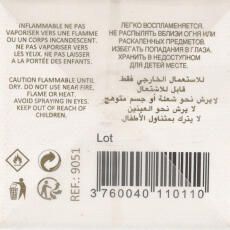 INFLAMMABLE NE PAS
VAPORISER VERS UNE FLAMME
OU UN CORPS INCANDESCENT.
NE PAS VAPORISER VERS
LES YEUX. NE PAS LAISSER A
LA PORTÉE DES ENFANTS.
CAUTION FLAMMABLE UNTIL
DRY. DO NOT USE NEAR FIRE,
FLAME OR HEAT.
AVOID SPRAYING IN EYES.
KEEP OUT OF REACH OF
CHILDREN.
ЛЕГКО ВОСПЛАМЕНЯЕТСЯ.
НЕ РАСПЫЛЯТЬ ВБЛИЗИ ОГНЯ ИЛИ
РАСКАЛЕННЫХ ПРЕДМЕТОВ.
ИЗБЕГАТЬ ПОПАДАНИЯ В ГЛАЗА.
ХРАНИТЬ В НЕДОСТУПНОМ
ДЛЯ ДЕТЕЙ МЕСТЕ.
للاستعمال الخارجي فقط.
قابل للاشتعال
لا يرش نحو شعلة أو جسم متوهج
لا يرش نحو العينين
لا يترك بمتناول الأطفال
Lot
REF.: 9051
3 760040 110110